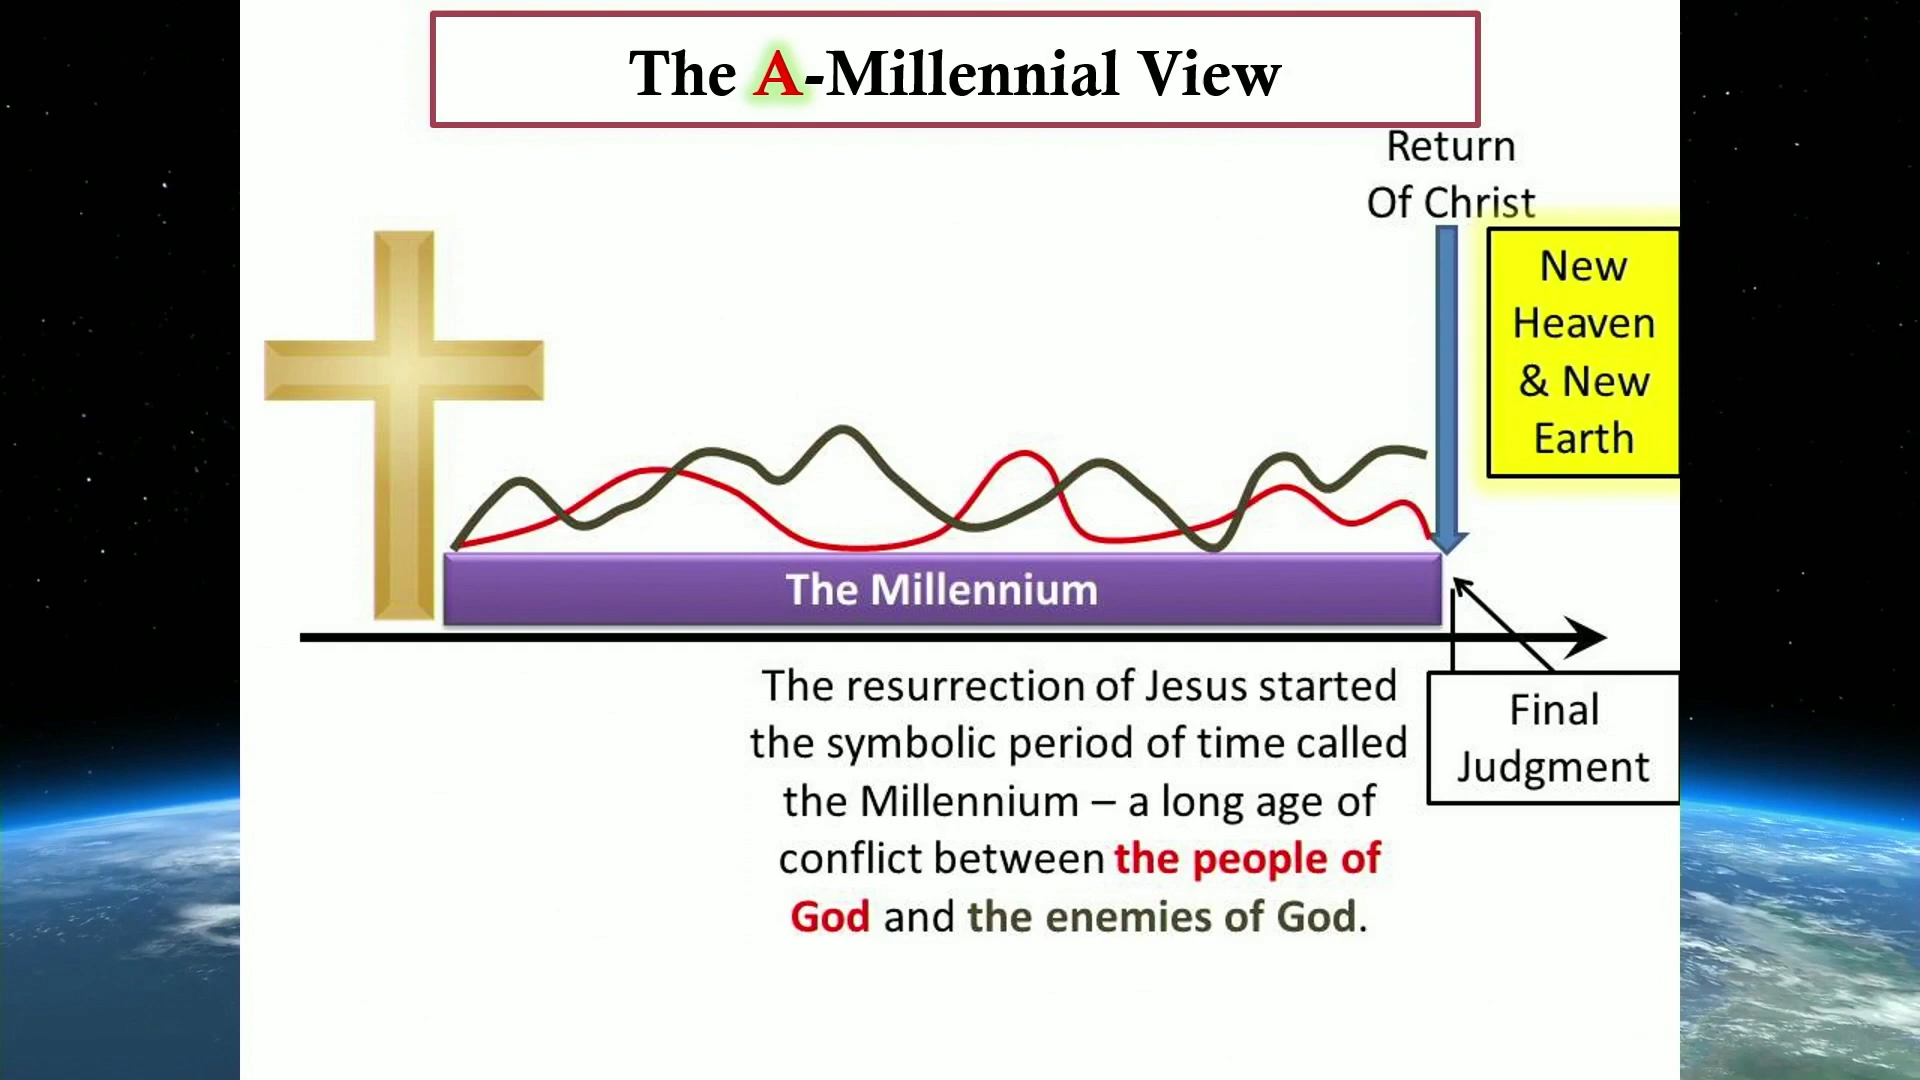 The A-Millennial View
Return
Of Christ
New
Heaven
& New
Earth
The Millennium
The resurrection of Jesus started
the symbolic period of time called
the Millennium – a long age of
conflict between the people of
God and the enemies of God.
Final
Judgment